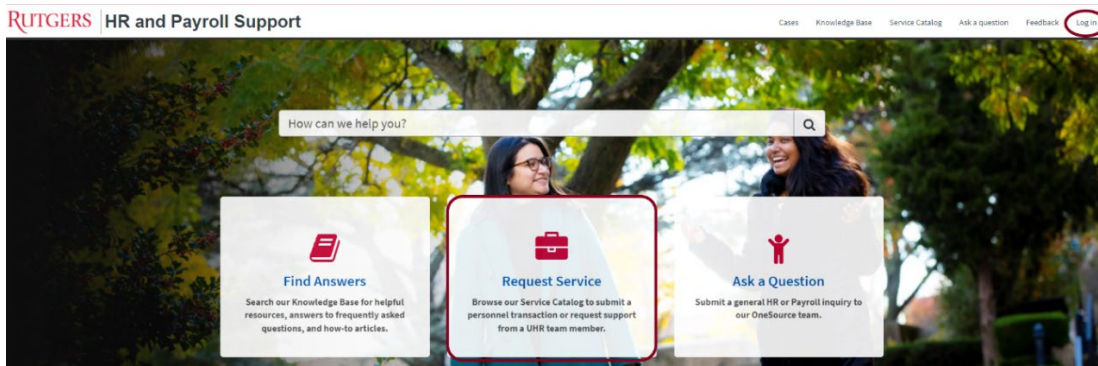 RUTGERS HR and Payroll Support
Cases Knowledge Base Service Catalog Ask a question Feedback Log in
How can we help you?
Find Answers
Search our Knowledge Base for helpful
resources, answers to frequently asked
questions, and how-to articles.
Request Service
Browse our Service Catalog to submit a
personnel transaction or request support
from a UHR team member.
Ask a Question
Submit a general HR or Payroll inquiry to
our OneSource team.